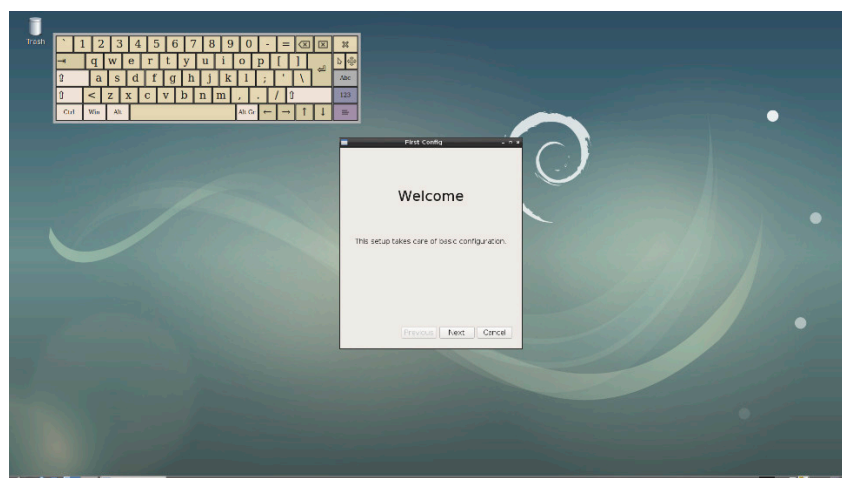 Trash
` 1 2 3 4 5 6 7 8 9 0 - =
q w e r t y u i o p [ ]
a s d f g h j k l ; ' \ Abc
< z x c v b n m , . / 123
Ctrl Win Alt Alt Gr
First Config
Welcome
This setup takes care of basic configuration.
Previous Next Cancel